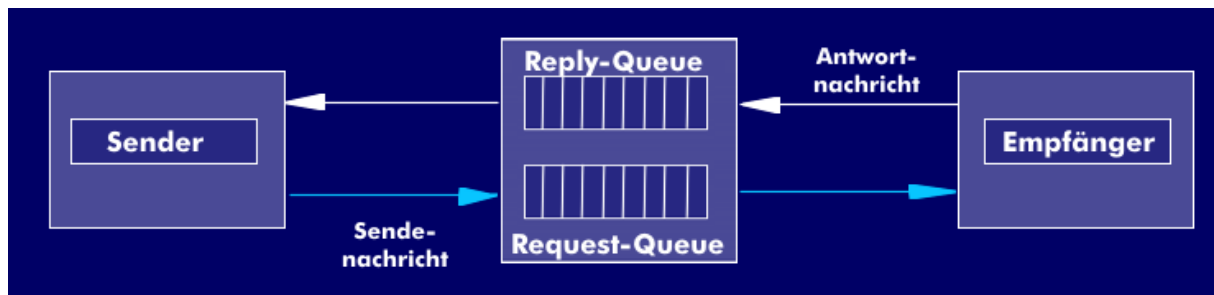 Reply-Queue
Antwort-
nachricht
Sender
Empfänger
Sende-
nachricht
Request-Queue